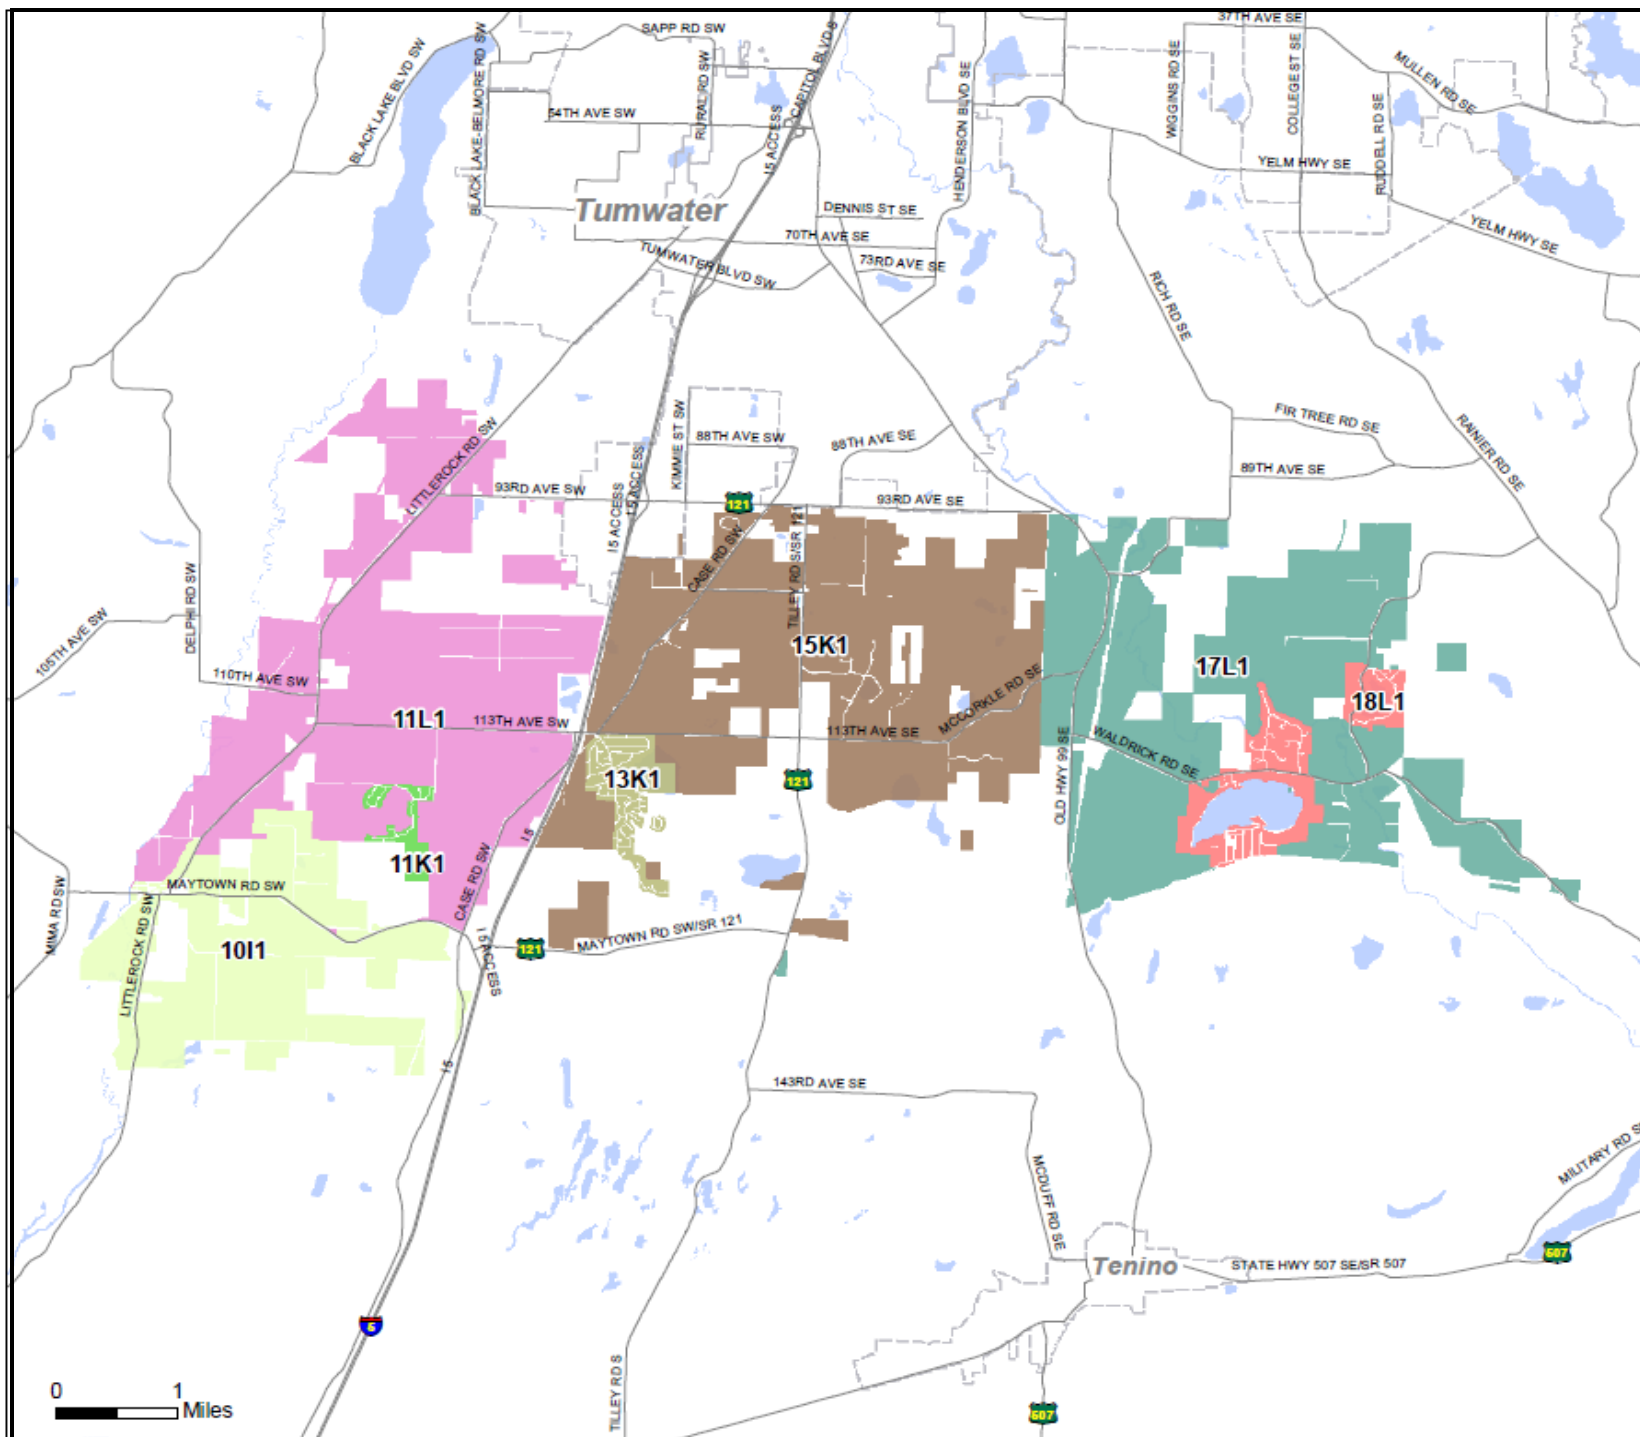 37TH AVE SE
SAPP RD SW
BLACK LAKE BLVD SW
BLACK LAKE-BELMORE RD SW
RURAL RD SW
CAPITOL BLVD S
15 ACCESS
54TH AVE SW
HENDERSON BLVD SE
WIGGINS RD SE
COLLEGE ST SE
MULLEN RD SE
RUDDELL RD SE
YELM HWY SE
YELM HWY SE
Tumwater
DENNIS ST SE
70TH AVE SE
TUMWATER BLVD SW
73RD AVE SE
RICH RD SE
FIR TREE RD SE
RAINIER RD SE
KIMMIE ST SW
88TH AVE SW
88TH AVE SE
89TH AVE SE
LITTLEROCK RD SW
15 ACCESS
15 ACCESS
93RD AVE SW
121
93RD AVE SE
CASE RD SW
TILLEY RD S/SR 121
DELPHI RD SW
105TH AVE SW
110TH AVE SW
15K1
17L1
18L1
11L1
113TH AVE SW
113TH AVE SE
MCCORKLE RD SE
OLD HWY 99 SE
WALDRICK RD SE
13K1
121
15
11K1
MAYTOWN RD SW
CASE RD SW
MIMA RD SW
LITTLEROCK RD SW
10I1
15 ACCESS
121
MAYTOWN RD SW/SR 121
15
143RD AVE SE
MCDUFF RD SE
MILITARY RD S
Tenino
STATE HWY 507 SE/SR 507
507
5
TILLEY RD S
507
0 1
Miles